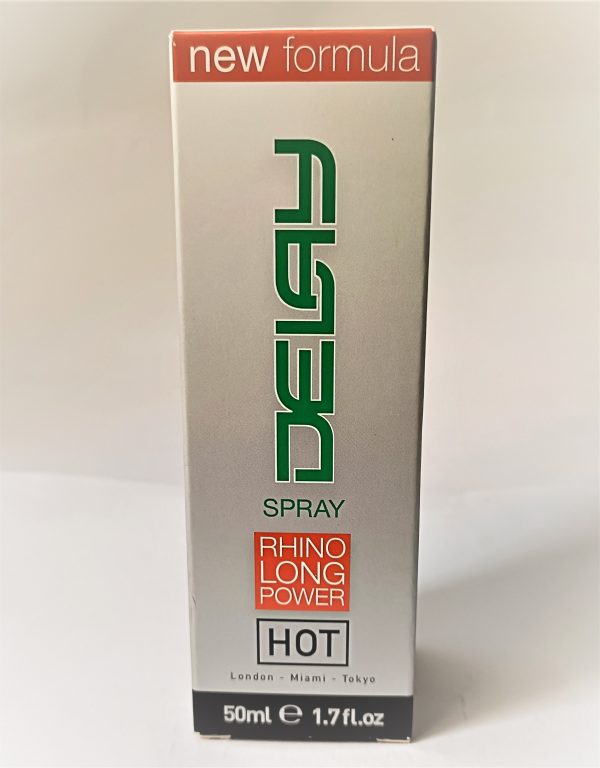 new formula
DELAY
SPRAY
RHINO
LONG
POWER
HOT
London - Miami - Tokyo
50ml ℮ 1.7fl.oz